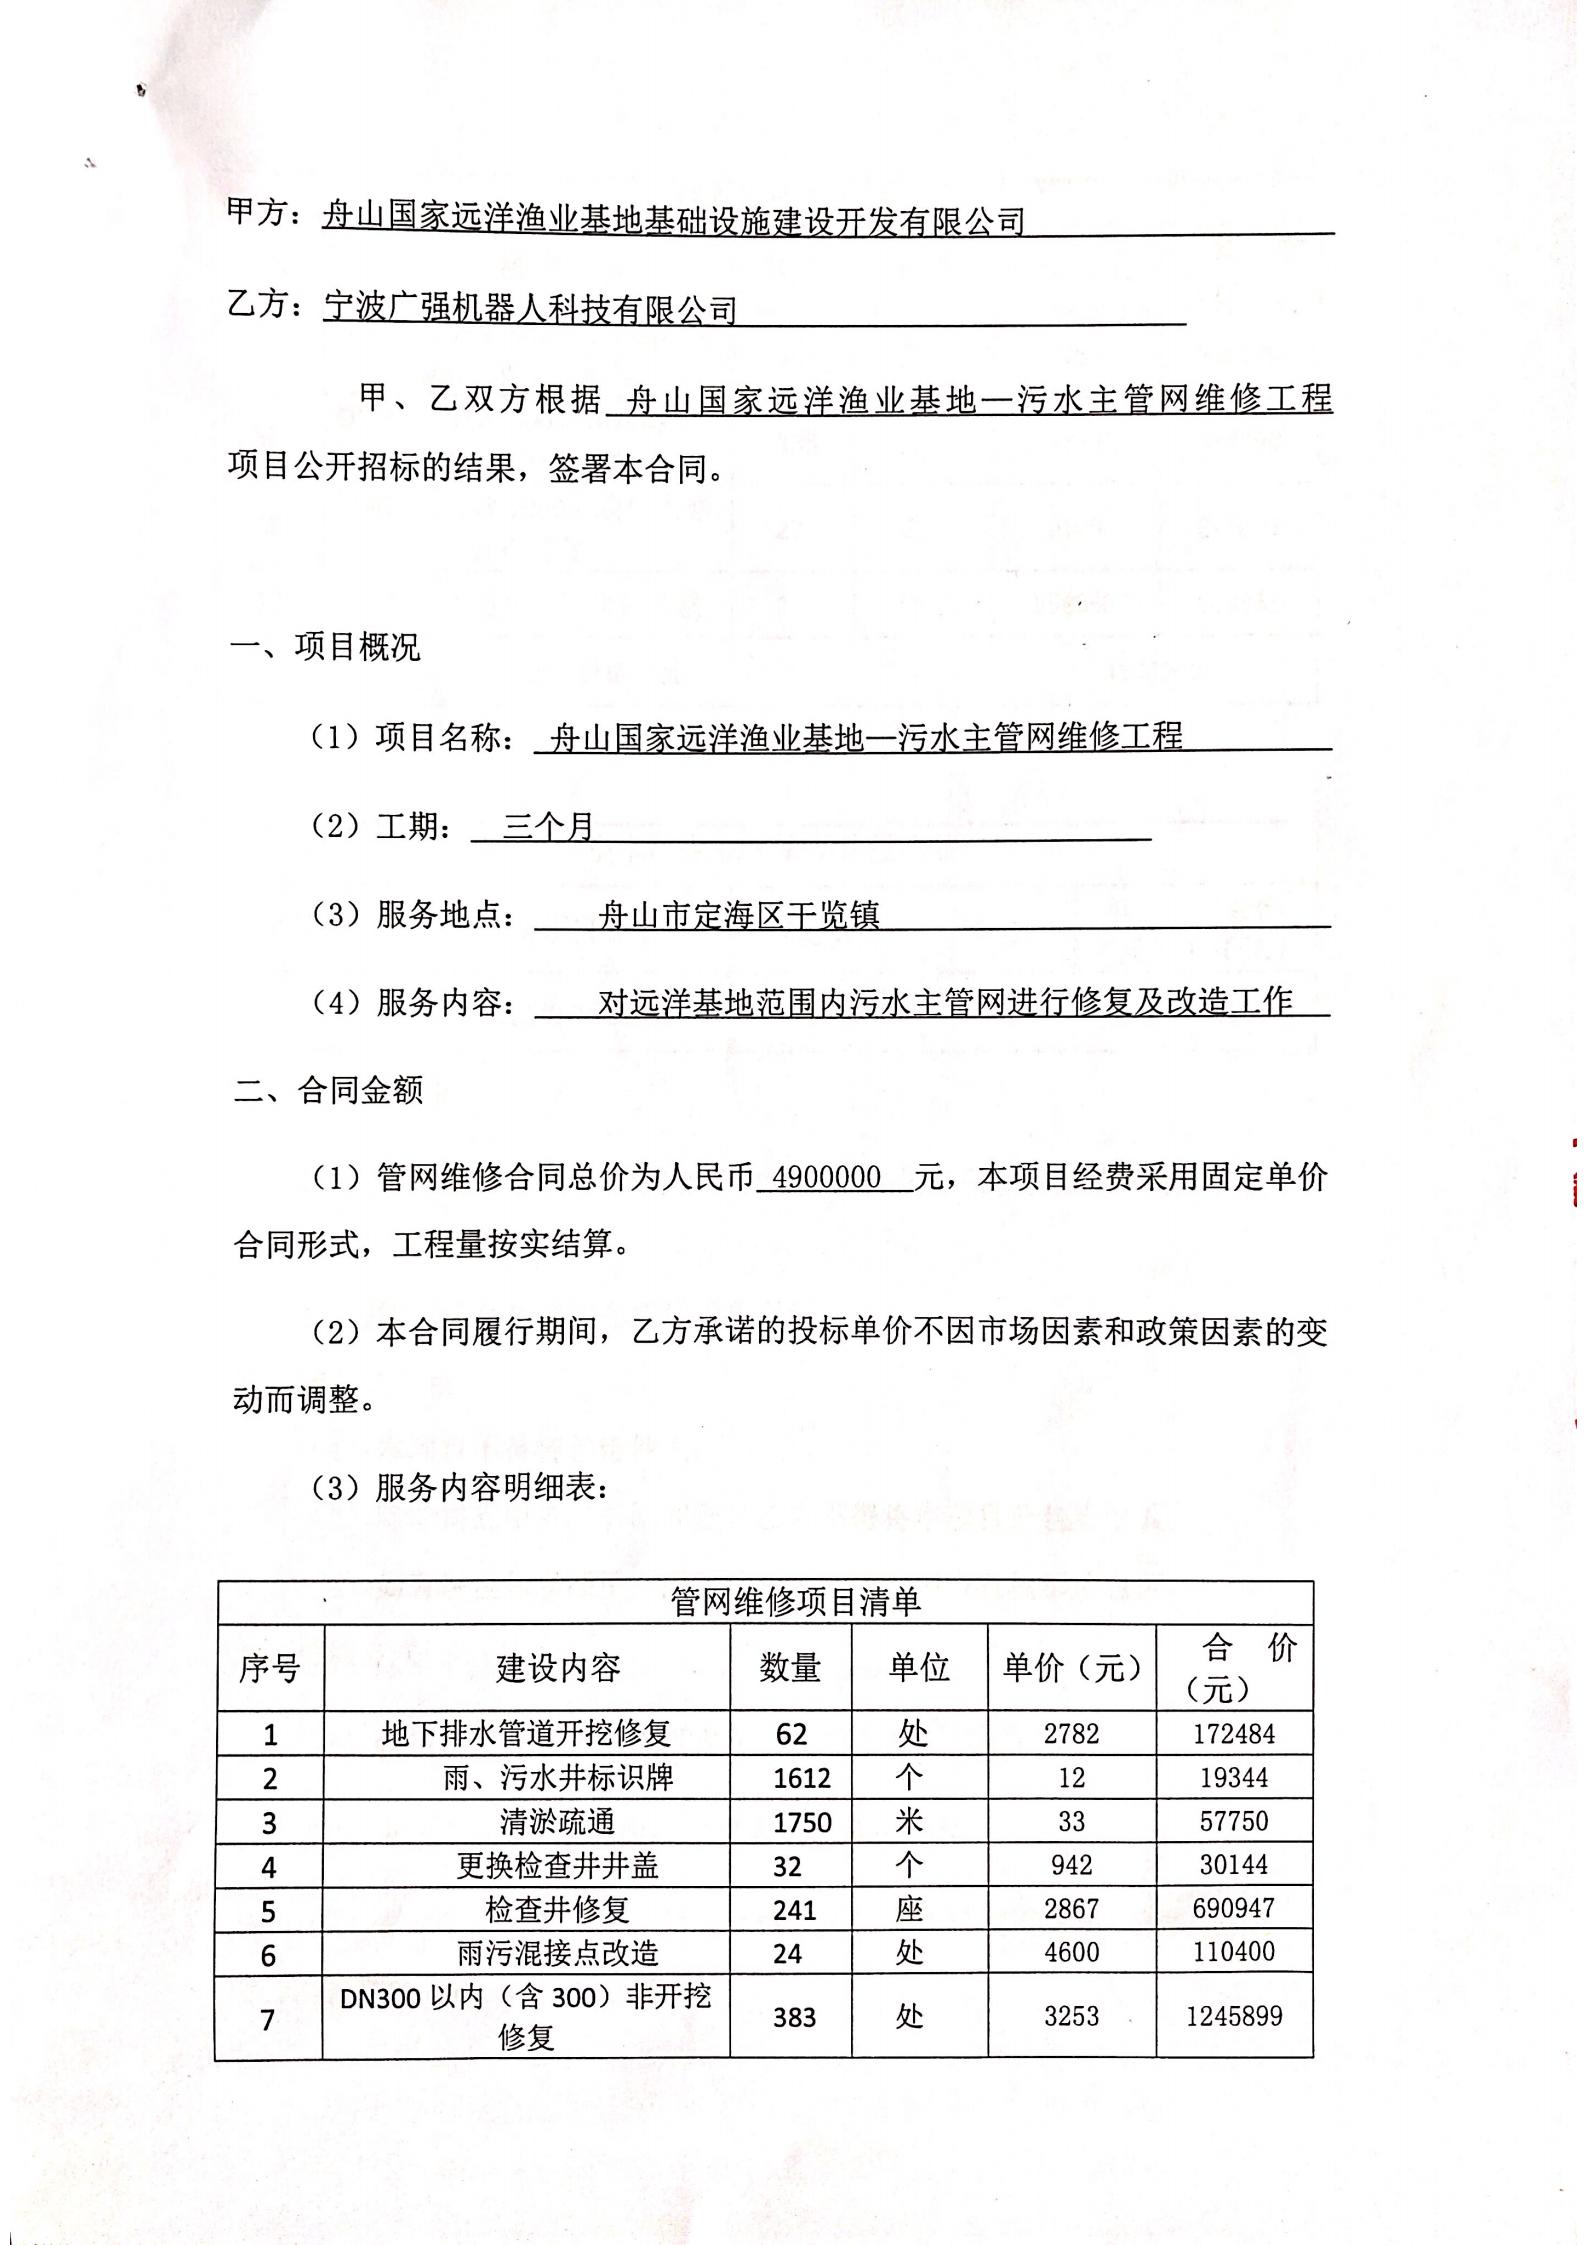 甲方：舟山国家远洋渔业基地基础设施建设开发有限公司
乙方：宁波广强机器人科技有限公司
甲、乙双方根据 舟山国家远洋渔业基地—污水主管网维修工程
项目公开招标的结果，签署本合同。
一、项目概况
（1）项目名称： 舟山国家远洋渔业基地—污水主管网维修工程
（2）工期： 三个月
（3）服务地点： 舟山市定海区干览镇
（4）服务内容： 对远洋基地范围内污水主管网进行修复及改造工作
二、合同金额
（1）管网维修合同总价为人民币 4900000 元，本项目经费采用固定单价
合同形式，工程量按实结算。
（2）本合同履行期间，乙方承诺的投标单价不因市场因素和政策因素的变
动而调整。
（3）服务内容明细表：
管网维修项目清单
序号 建设内容 数量 单位 单价（元） 合 价
（元）
1 地下排水管道开挖修复 62 处 2782 172484
2 雨、污水井标识牌 1612 个 12 19344
3 清淤疏通 1750 米 33 57750
4 更换检查井井盖 32 个 942 30144
5 检查井修复 241 座 2867 690947
6 雨污混接点改造 24 处 4600 110400
7 DN300 以内（含 300）非开挖 383 处 3253 1245899
修复